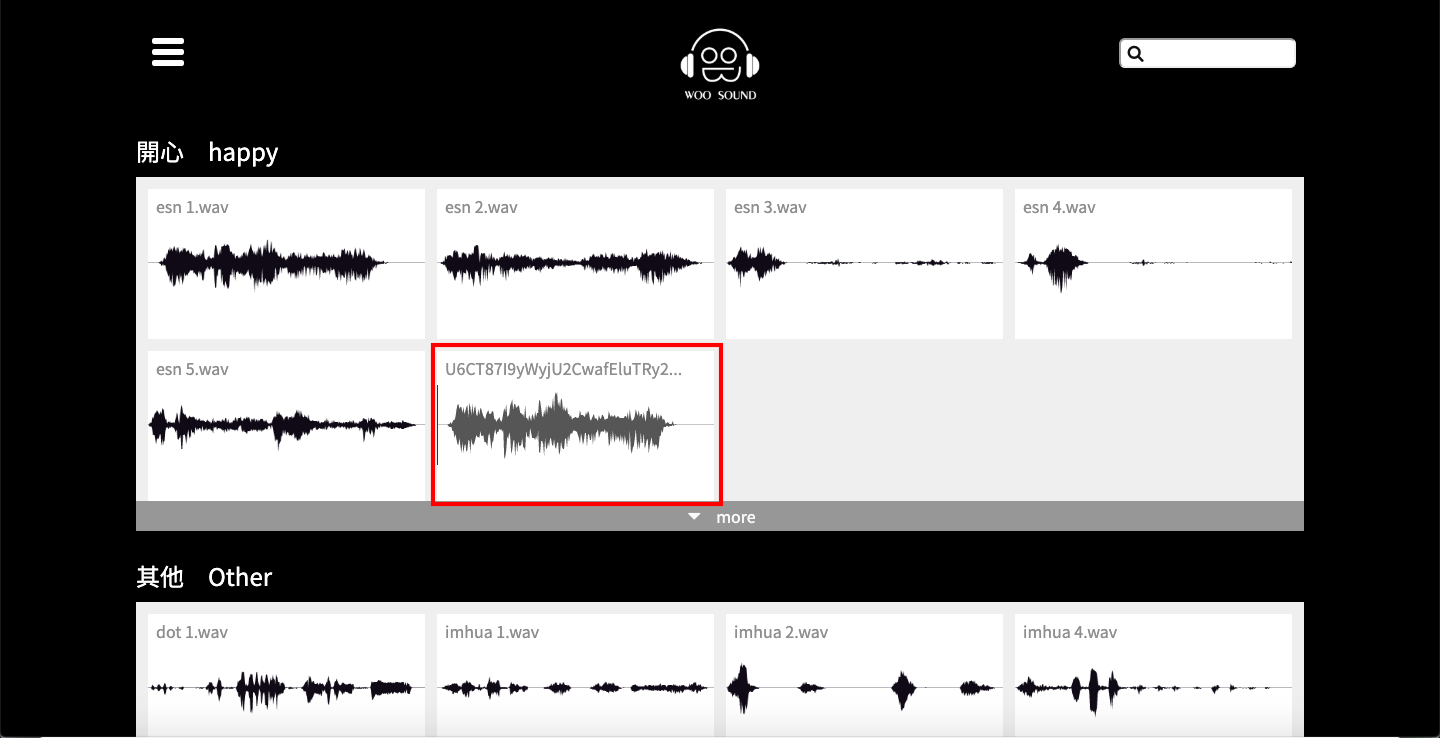 WOO SOUND
開心 happy
esn 1.wav
esn 2.wav
esn 3.wav
esn 4.wav
esn 5.wav
U6CT87I9yWyjU2CwafEluTRy2...
more
其他 Other
dot 1.wav
imhua 1.wav
imhua 2.wav
imhua 4.wav